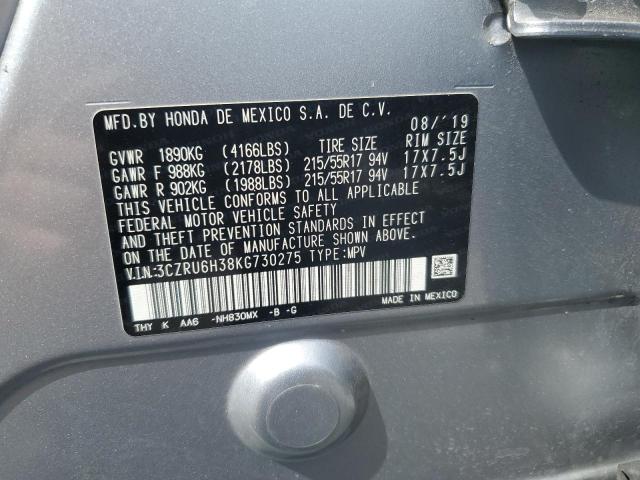 MFD.BY HONDA DE MEXICO S.A. DE C.V.
08/'19
GVWR 1890KG (4166LBS) TIRE SIZE RIM SIZE
GAWR F 988KG (2178LBS) 215/55R17 94V 17X7.5J
GAWR R 902KG (1988LBS) 215/55R17 94V 17X7.5J
THIS VEHICLE CONFORMS TO ALL APPLICABLE
FEDERAL MOTOR VEHICLE SAFETY
AND THEFT PREVENTION STANDARDS IN EFFECT
ON THE DATE OF MANUFACTURE SHOWN ABOVE.
V.I.N:3CZRU6H38KG730275 TYPE:MPV
MADE IN MEXICO
THY K AA6 -NH830MX -B -G